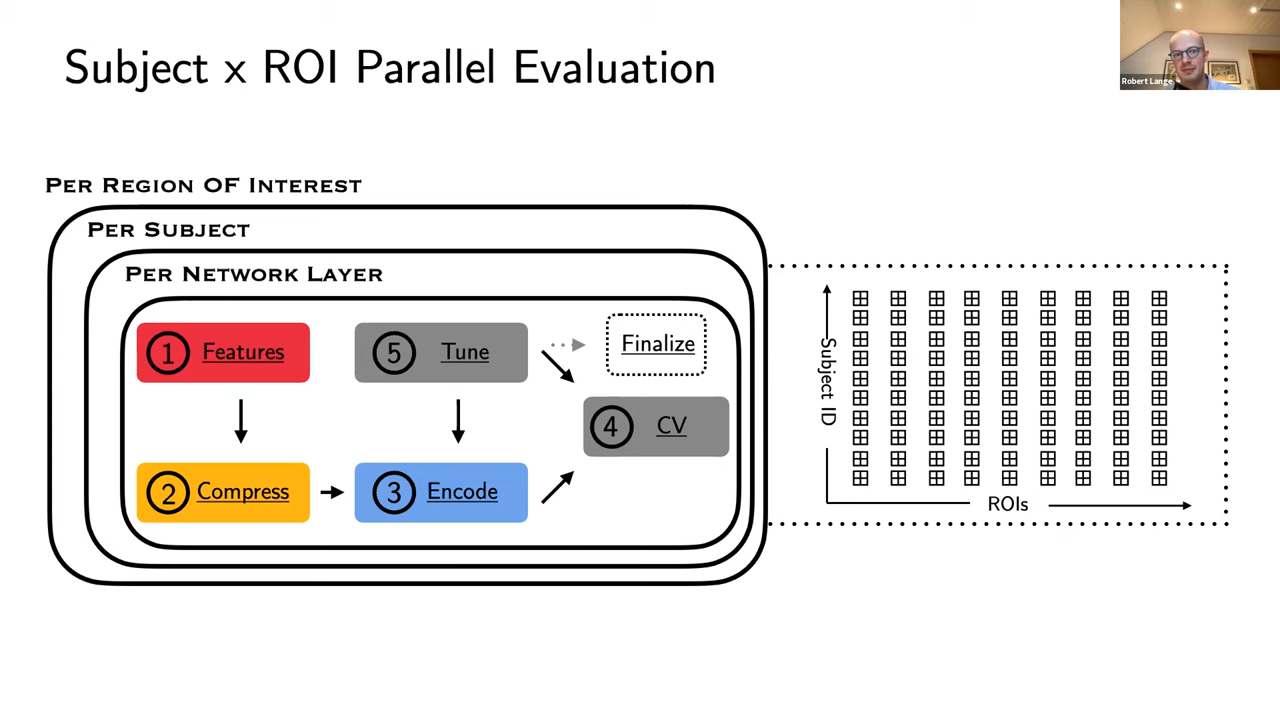 Subject x ROI Parallel Evaluation
Robert Lange
PER REGION OF INTEREST
PER SUBJECT
PER NETWORK LAYER
1 Features
5 Tune
Finalize
4 CV
2 Compress
3 Encode
Subject ID
ROIs